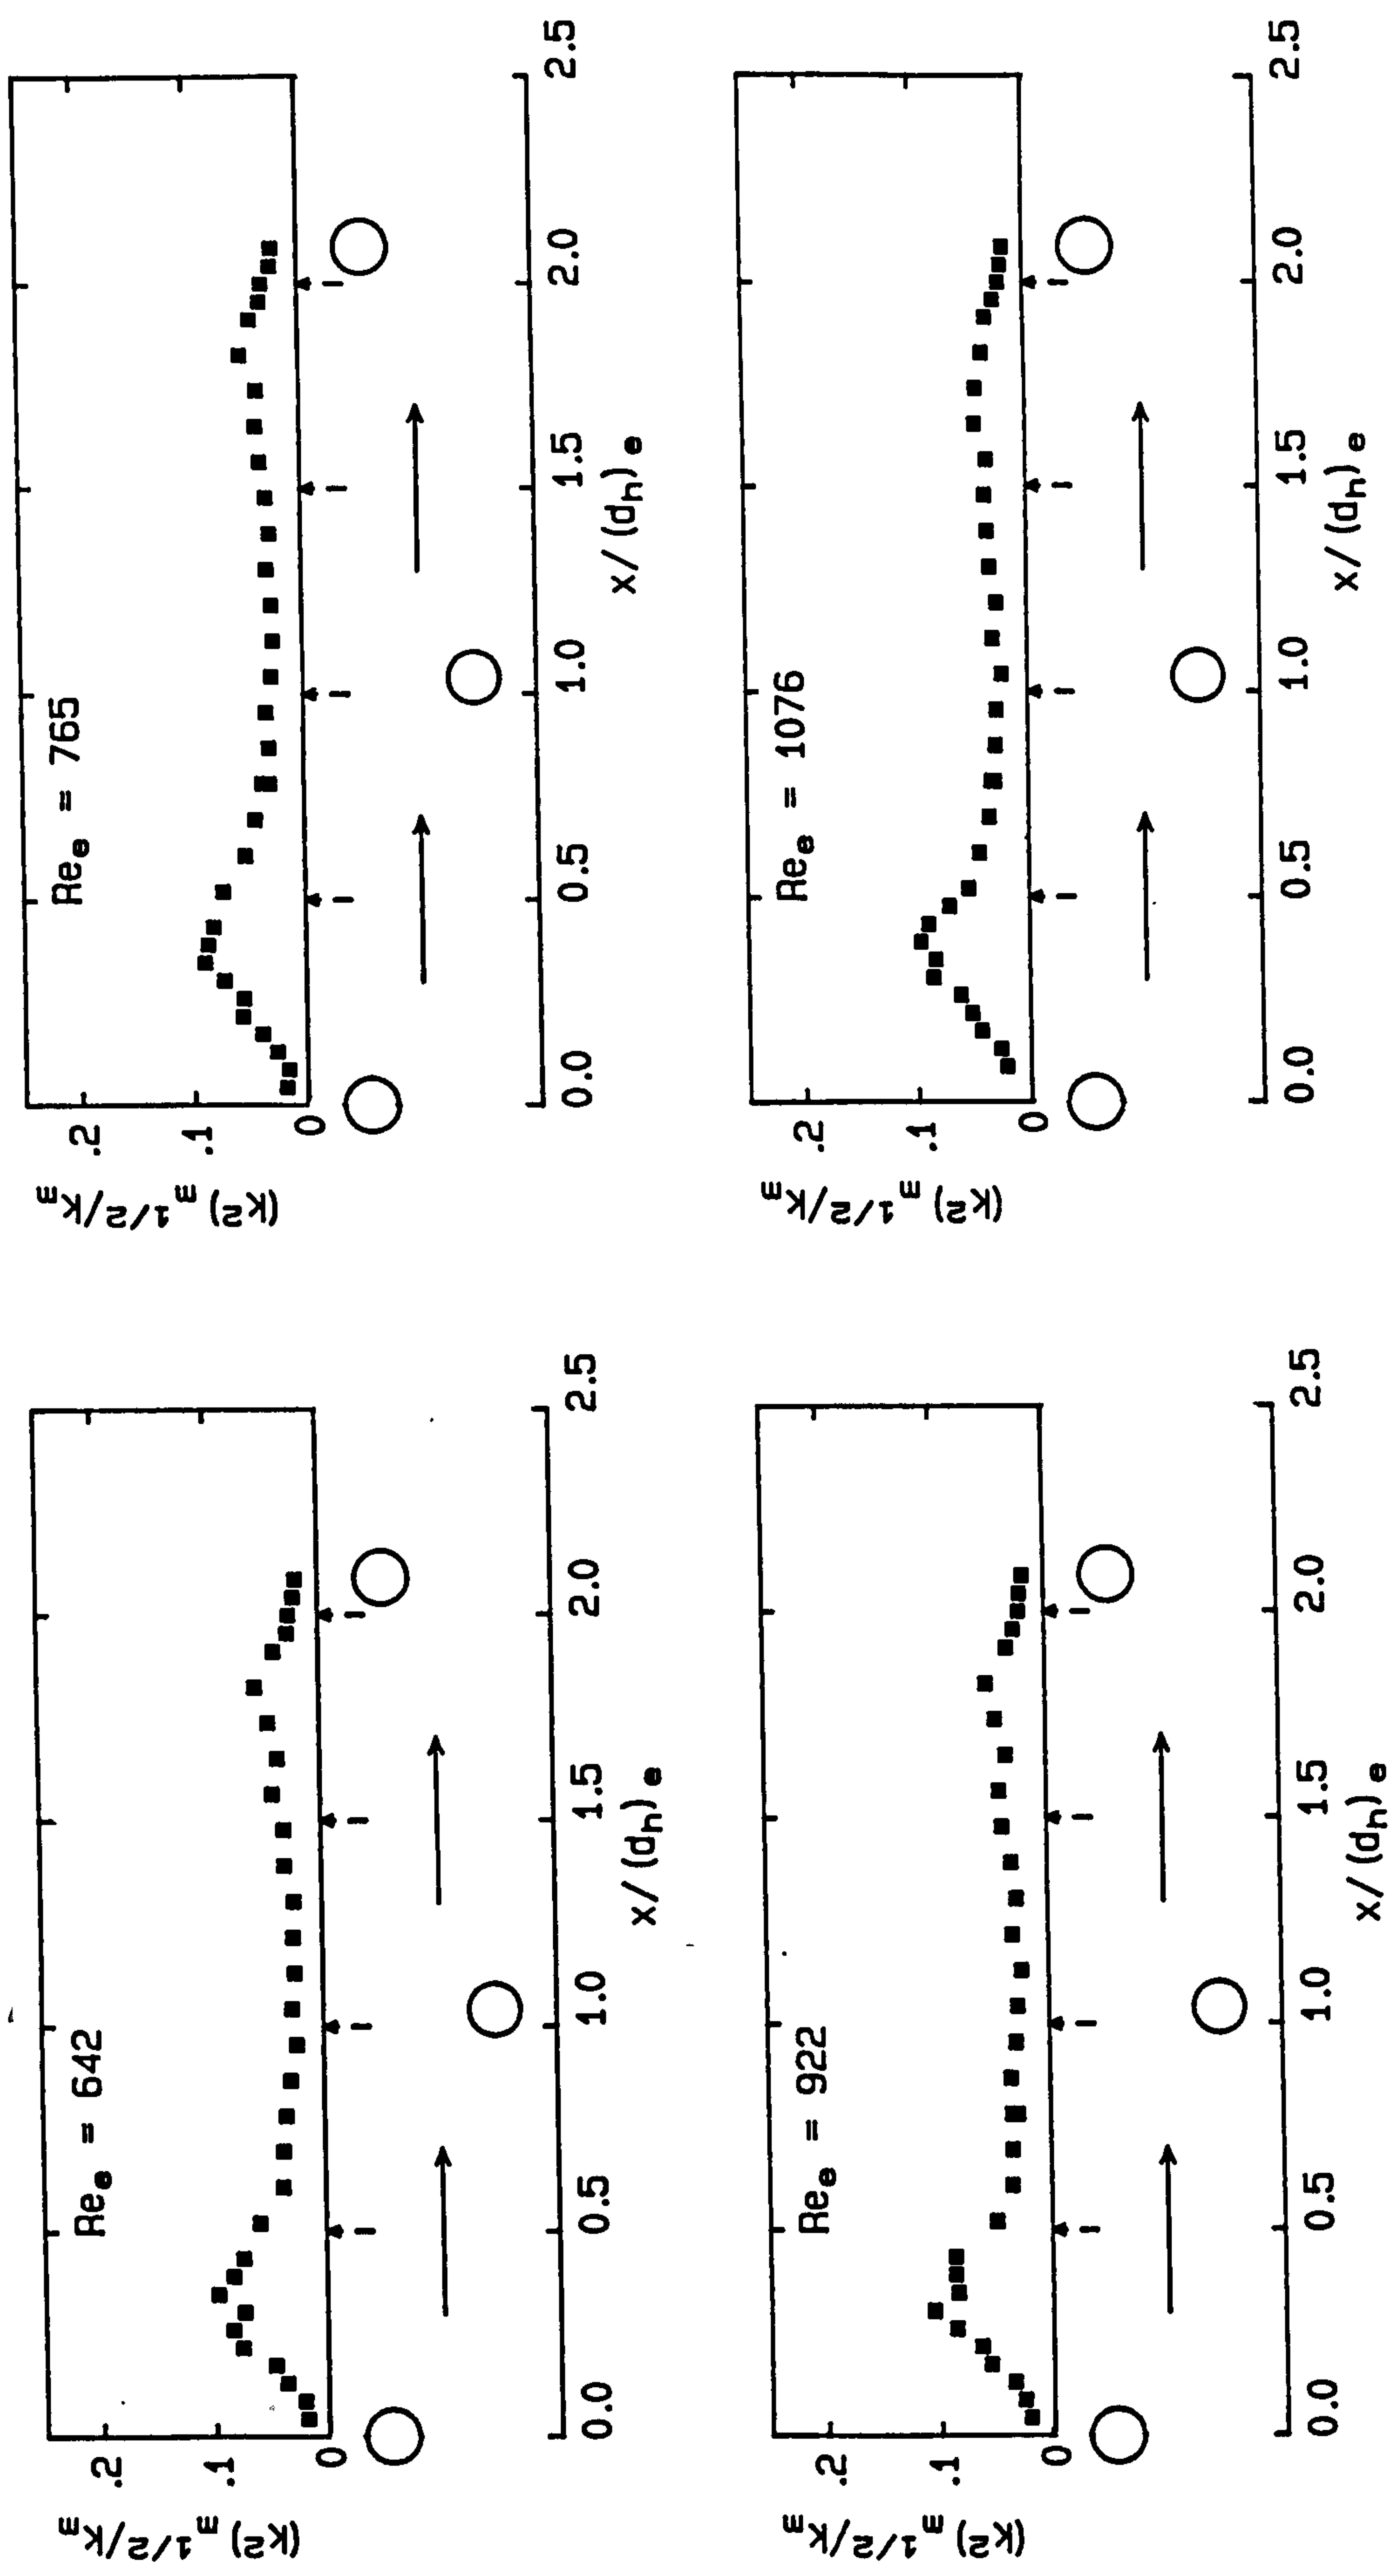 Re_e = 642
(k²)_m^1/2/k_m
.2
.1
0
0.0 0.5 1.0 1.5 2.0 2.5
x/(d_h)_e
Re_e = 765
(k²)_m^1/2/k_m
.2
.1
0
0.0 0.5 1.0 1.5 2.0 2.5
x/(d_h)_e
Re_e = 922
(k²)_m^1/2/k_m
.2
.1
0
0.0 0.5 1.0 1.5 2.0 2.5
x/(d_h)_e
Re_e = 1076
(k²)_m^1/2/k_m
.2
.1
0
0.0 0.5 1.0 1.5 2.0 2.5
x/(d_h)_e